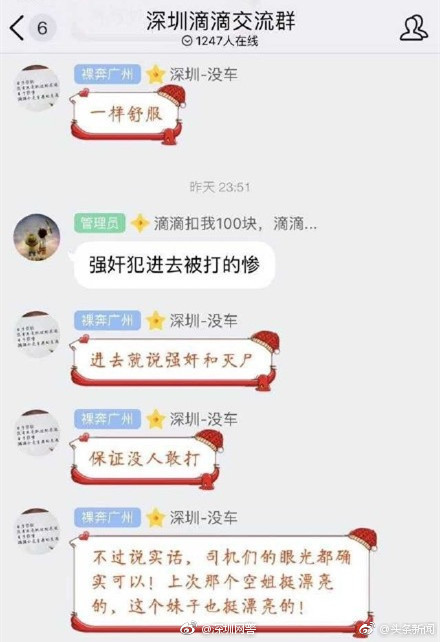 6
深圳滴滴交流群
1247人在线
裸奔广州 深圳-没车
一样舒服
昨天 23:51
管理员 滴滴扣我100块，滴滴...
强奸犯进去被打的惨
裸奔广州 深圳-没车
进去就说强奸和灭尸
裸奔广州 深圳-没车
保证没人敢打
裸奔广州 深圳-没车
不过说实话，司机们的眼光都确
实可以！上次那个空姐挺漂亮
的，这个妹子也挺漂亮的！
@深圳网警
@头条新闻